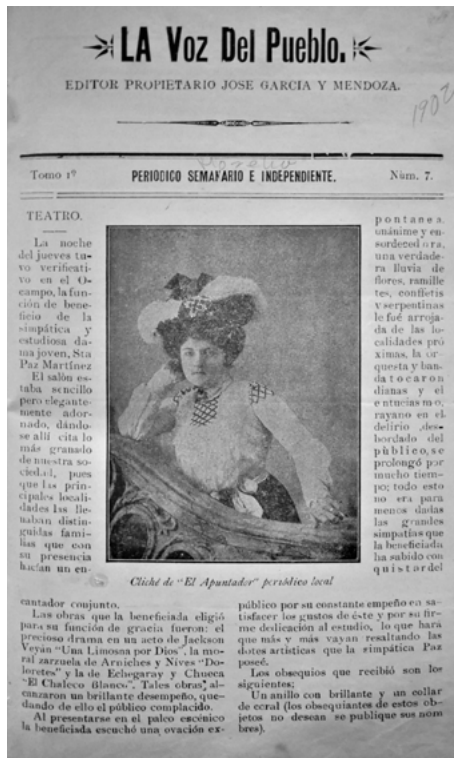 LA Voz Del Pueblo.
EDITOR PROPIETARIO JOSE GARCIA Y MENDOZA.
1902
Morelia
Tomo 1º PERIODICO SEMANARIO E INDEPENDIENTE. Núm. 7.
TEATRO.
La noche
del jueves tu-
vo verificati-
vo en el O-
campo, la fun-
ción de bene-
ficio de la
simpática y
estudiosa da-
ma joven, Sta
Paz Martínez
El salón es-
taba sencillo
pero elegante-
mente ador-
nado, dándo-
se allí cita lo
más granado
de nuestra so-
ciedad, pues
que las prin-
cipales locali-
dades las lle-
naban distin-
guidas fami-
lias que con
su presencia
hacían un en-
cantador conjunto.
Las obras que la beneficiada eligió
para su función de gracia fueron: el
precioso drama en un acto de Jackson
Veyán "Una Limosna por Dios", la mo-
ral zarzuela de Arniches y Nives "Do-
loretes" y la de Echegaray y Chueca
"El Chaleco Blanco". Tales obras al-
canzaron un brillante desempeño, que-
dando de ello el público complacido.
Al presentarse en el palco escénico
la beneficiada escuchó una ovación ex-
pontanea,
unánime y en-
sordecedora,
una verdade-
ra lluvia de
flores, ramille
tes, conffetis
y serpentinas
le fué arroja-
da de las lo-
calidades pró
ximas, la or-
questa y ban-
da tocaron
dianas y el
entuciasmo,
rayano en el
delirio des-
bordado del
público, se
prolongó por
mucho tiem-
po; todo esto
no era para
menos dadas
las grandes
simpatías que
la beneficiada
ha sabido con
quistar del
público por su constante empeño en sa-
tisfacer los gustos de éste y por su fir-
me dedicación al estudio, lo que hará
que más y más vayan resaltando las
dotes artísticas que la simpática Paz
poseé.
Los obsequios que recibió son los
siguientes:
Un anillo con brillante y un collar
de coral (los obsequiantes de estos ob-
jetos no desean se publique sus nom
bres).
Cliché de "El Apuntador" periódico local